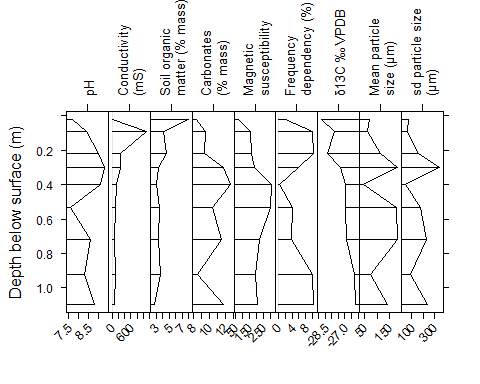 pH
Conductivity
(mS)
Soil organic
matter (% mass)
Carbonates
(% mass)
Magnetic
susceptibility
Frequency
dependency (%)
δ13C ‰ VPDB
Mean particle
size (µm)
sd particle size
(µm)
Depth below surface (m)
0.2
0.4
0.6
0.8
1.0
7.5 8.5
0 600
3 5 7
8 10 12
150 250
0 4 8
-28.5 -27.0
50 150
100 300